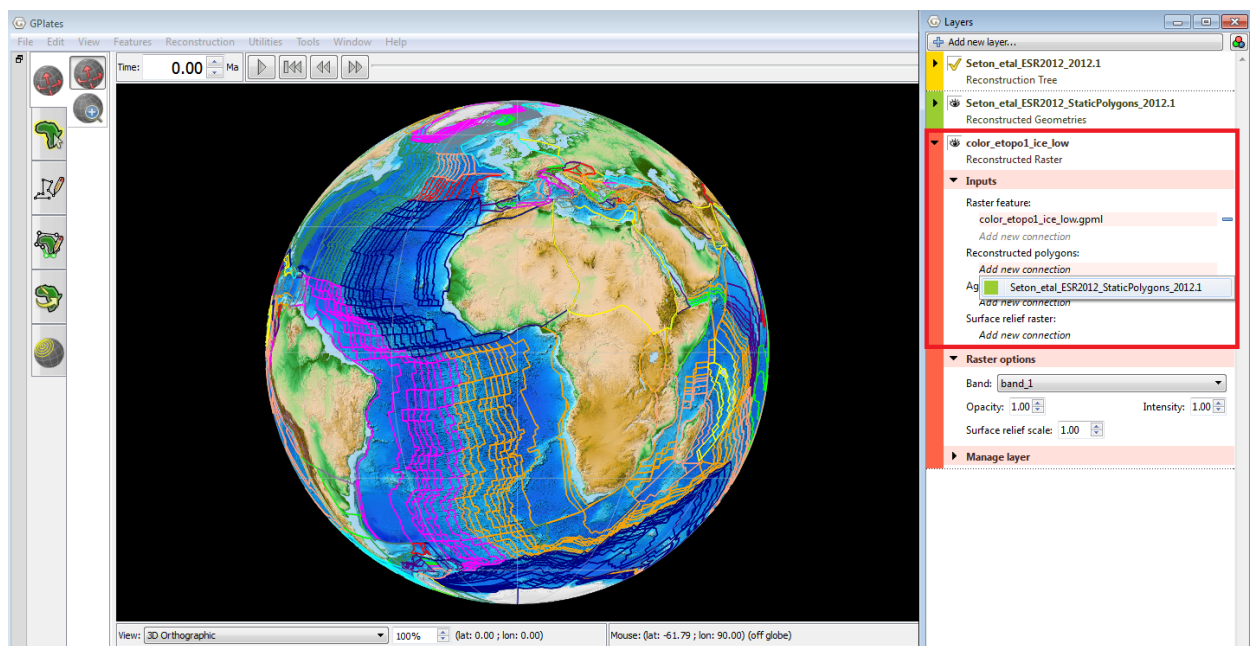 GPlates
File Edit View Features Reconstruction Utilities Tools Window Help
Time: 0.00 Ma
View: 3D Orthographic 100% (lat: 0.00 ; lon: 0.00) Mouse: (lat: -61.79 ; lon: 90.00) (off globe)
Layers
Add new layer...
Seton_etal_ESR2012_2012.1
Reconstruction Tree
Seton_etal_ESR2012_StaticPolygons_2012.1
Reconstructed Geometries
color_etopo1_ice_low
Reconstructed Raster
Inputs
Raster feature:
color_etopo1_ice_low.gpml
Add new connection
Reconstructed polygons:
Add new connection
Ag
Seton_etal_ESR2012_StaticPolygons_2012.1
Add new connection
Surface relief raster:
Add new connection
Raster options
Band: band_1
Opacity: 1.00 Intensity: 1.00
Surface relief scale: 1.00
Manage layer